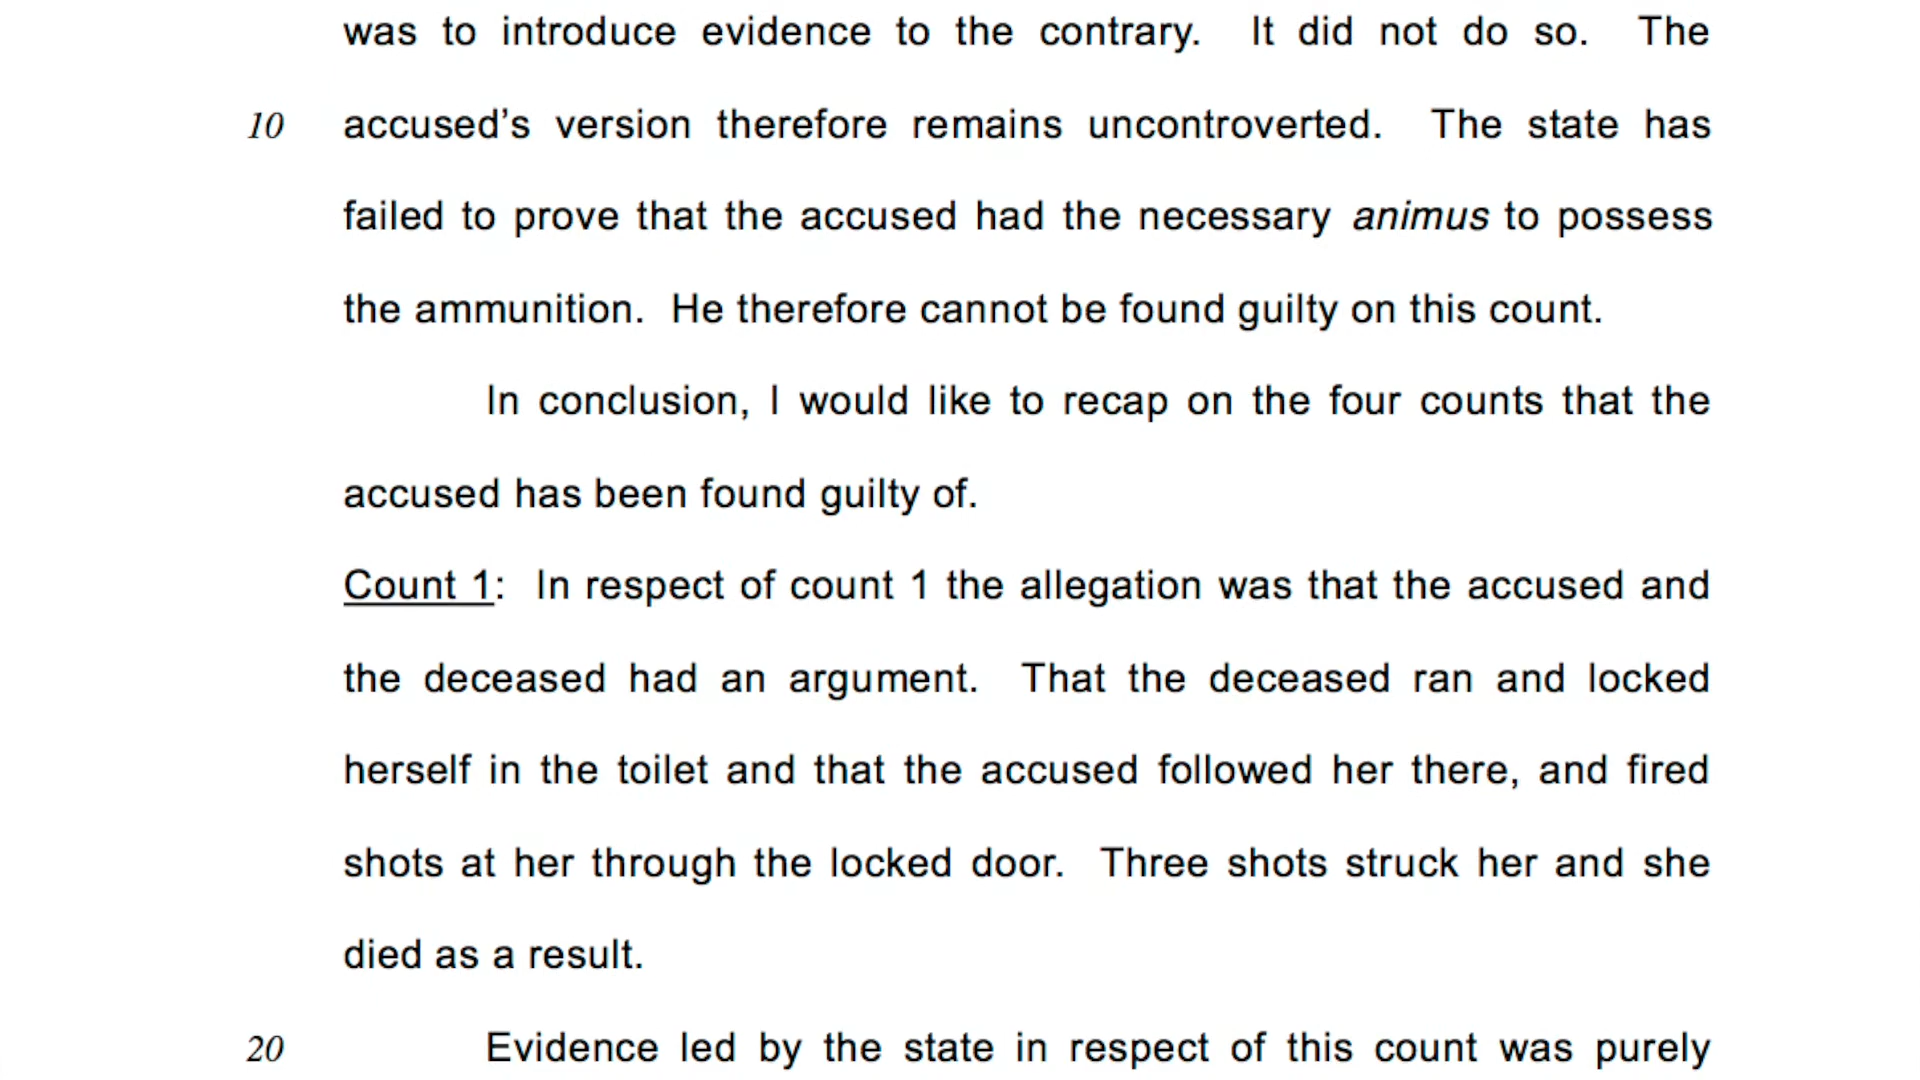 was to introduce evidence to the contrary. It did not do so. The
10 accused’s version therefore remains uncontroverted. The state has
failed to prove that the accused had the necessary animus to possess
the ammunition. He therefore cannot be found guilty on this count.
In conclusion, I would like to recap on the four counts that the
accused has been found guilty of.
Count 1: In respect of count 1 the allegation was that the accused and
the deceased had an argument. That the deceased ran and locked
herself in the toilet and that the accused followed her there, and fired
shots at her through the locked door. Three shots struck her and she
died as a result.
20 Evidence led by the state in respect of this count was purely